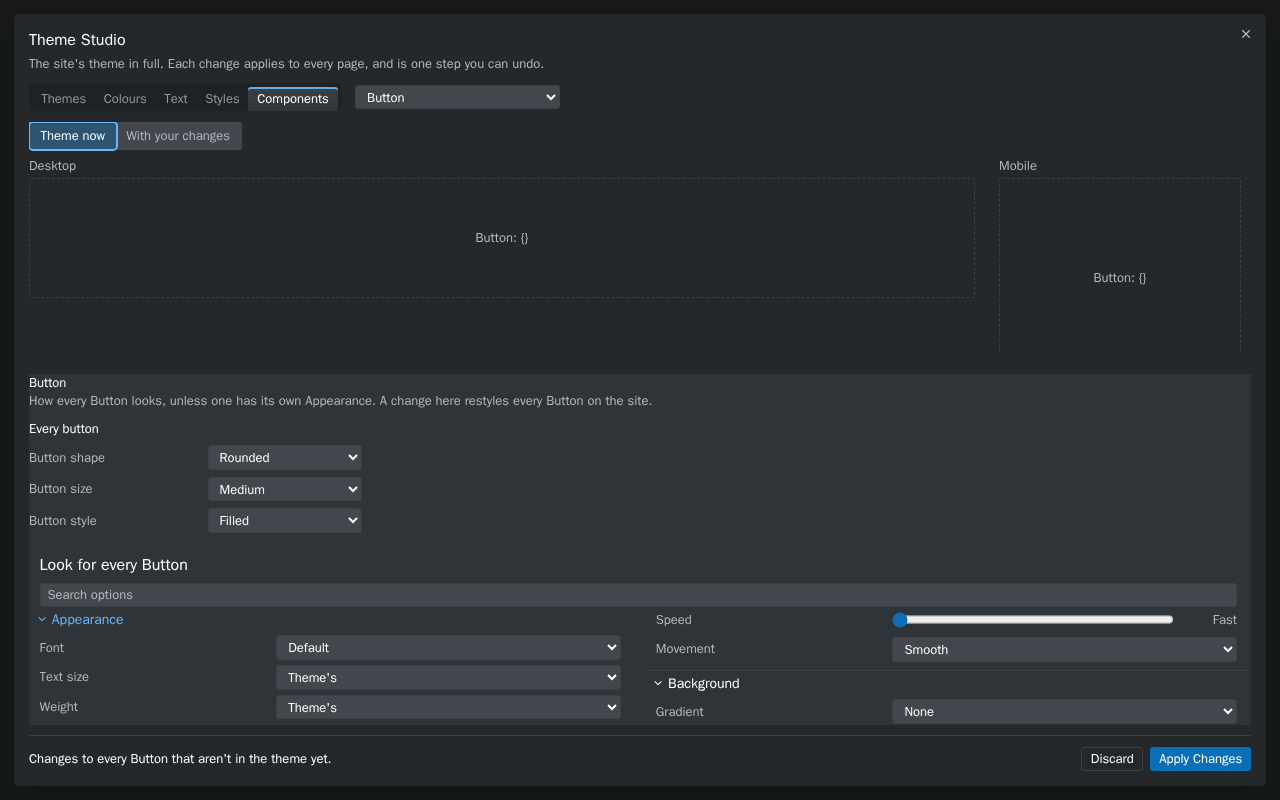 Theme Studio
The site's theme in full. Each change applies to every page, and is one step you can undo.
Themes Colours Text Styles Components Button
Theme now With your changes
Desktop Mobile
Button: {}
Button: {}
Button
How every Button looks, unless one has its own Appearance. A change here restyles every Button on the site.
Every button
Button shape Rounded
Button size Medium
Button style Filled
Look for every Button
Search options
Appearance
Font Default
Text size Theme's
Weight Theme's
Speed Fast
Movement Smooth
Background
Gradient None
Changes to every Button that aren't in the theme yet.
Discard Apply Changes